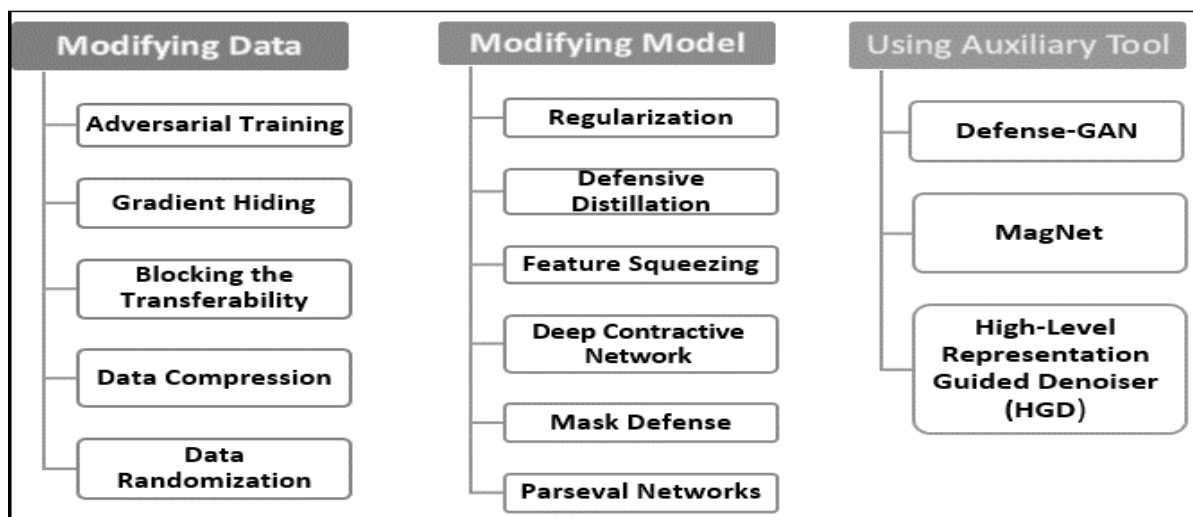 Modifying Data
Adversarial Training
Gradient Hiding
Blocking the
Transferability
Data Compression
Data
Randomization
Modifying Model
Regularization
Defensive
Distillation
Feature Squeezing
Deep Contractive
Network
Mask Defense
Parseval Networks
Using Auxiliary Tool
Defense-GAN
MagNet
High-Level
Representation
Guided Denoiser
(HGD)